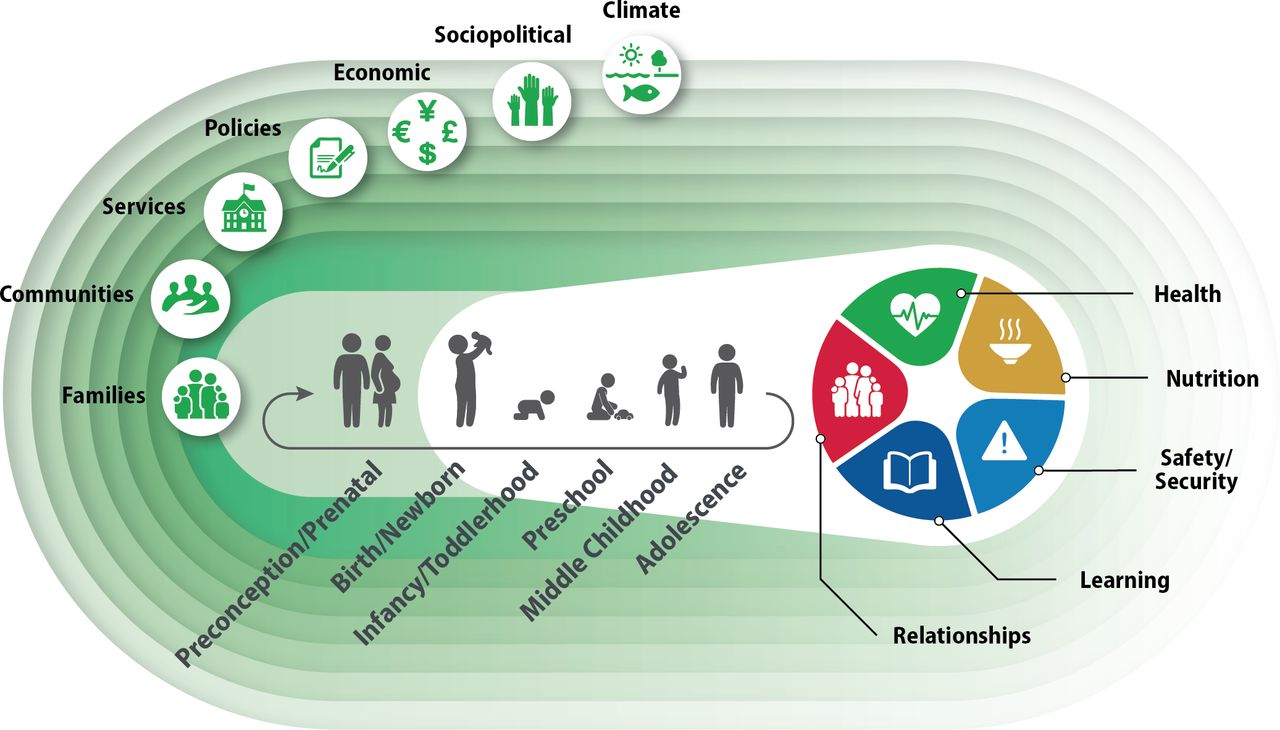 Climate
Sociopolitical
Economic
Policies
Services
Communities
Families
¥
€ £
$
Health
Nutrition
Safety/
Security
Learning
Relationships
Preconception/Prenatal
Birth/Newborn
Infancy/Toddlerhood
Preschool
Middle Childhood
Adolescence